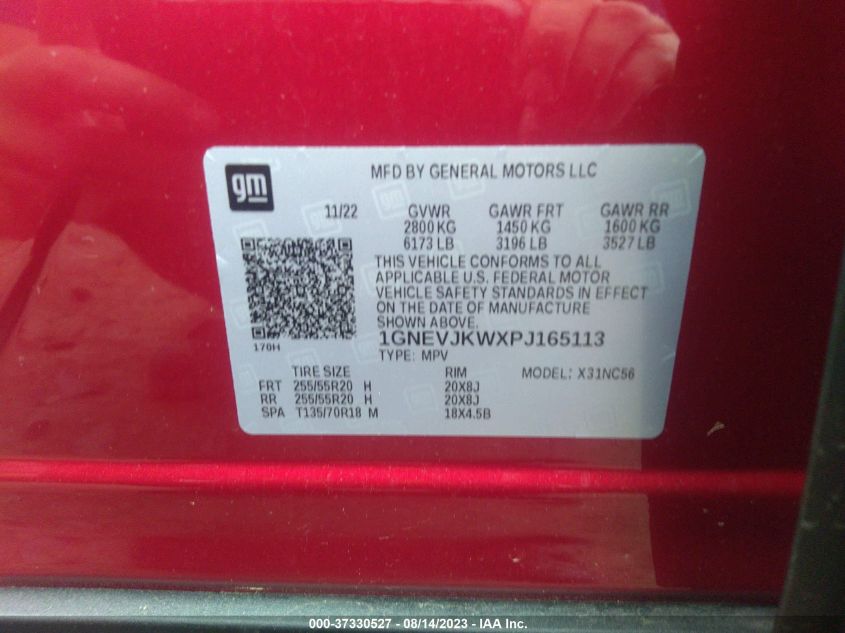 gm
MFD BY GENERAL MOTORS LLC
11/22 GVWR GAWR FRT GAWR RR
2800 KG 1450 KG 1600 KG
6173 LB 3196 LB 3527 LB
THIS VEHICLE CONFORMS TO ALL
APPLICABLE U.S. FEDERAL MOTOR
VEHICLE SAFETY STANDARDS IN EFFECT
ON THE DATE OF MANUFACTURE
SHOWN ABOVE.
1GNEVJKWXPJ165113
170H
TYPE: MPV
TIRE SIZE RIM MODEL: X31NC56
FRT 255/55R20 H 20X8J
RR 255/55R20 H 20X8J
SPA T135/70R18 M 18X4.5B
000-37330527 - 08/14/2023 - IAA Inc.